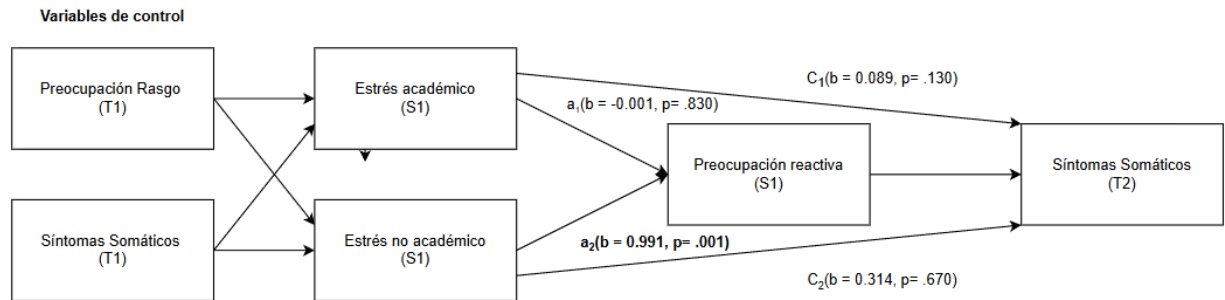 Variables de control
Preocupación Rasgo
(T1)
Estrés académico
(S1)
C₁(b = 0.089, p= .130)
a₁(b = -0.001, p= .830)
Preocupación reactiva
(S1)
Síntomas Somáticos
(T2)
Síntomas Somáticos
(T1)
Estrés no académico
(S1)
a₂(b = 0.991, p= .001)
C₂(b = 0.314, p= .670)